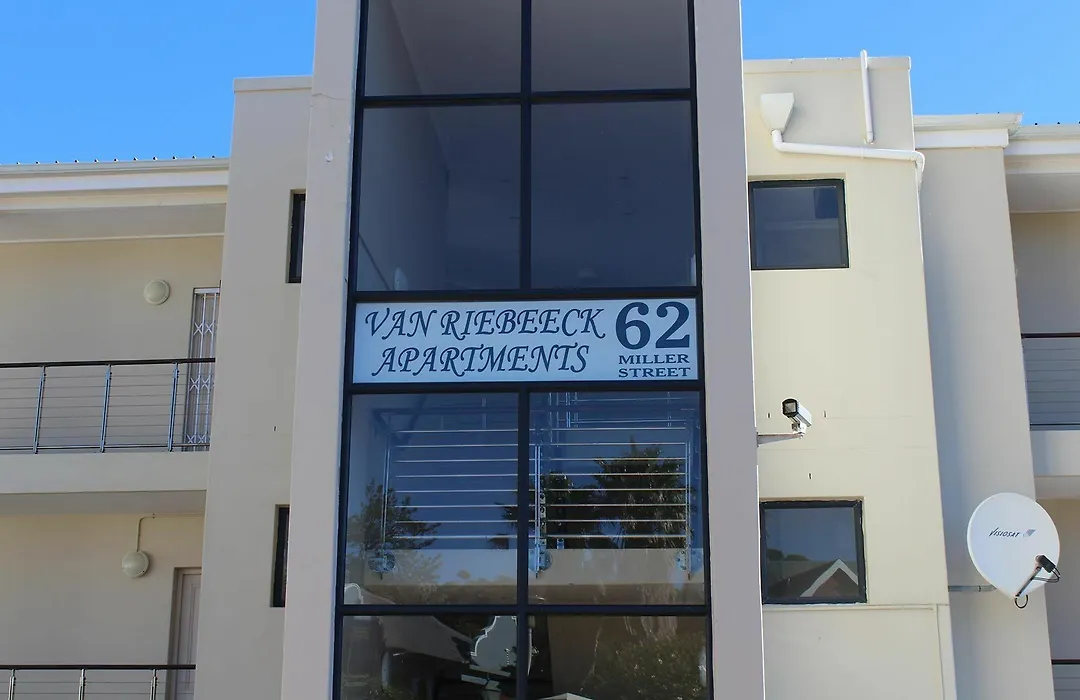 VAN RIEBEECK
APARTMENTS
62
MILLER
STREET
VISIOSAT